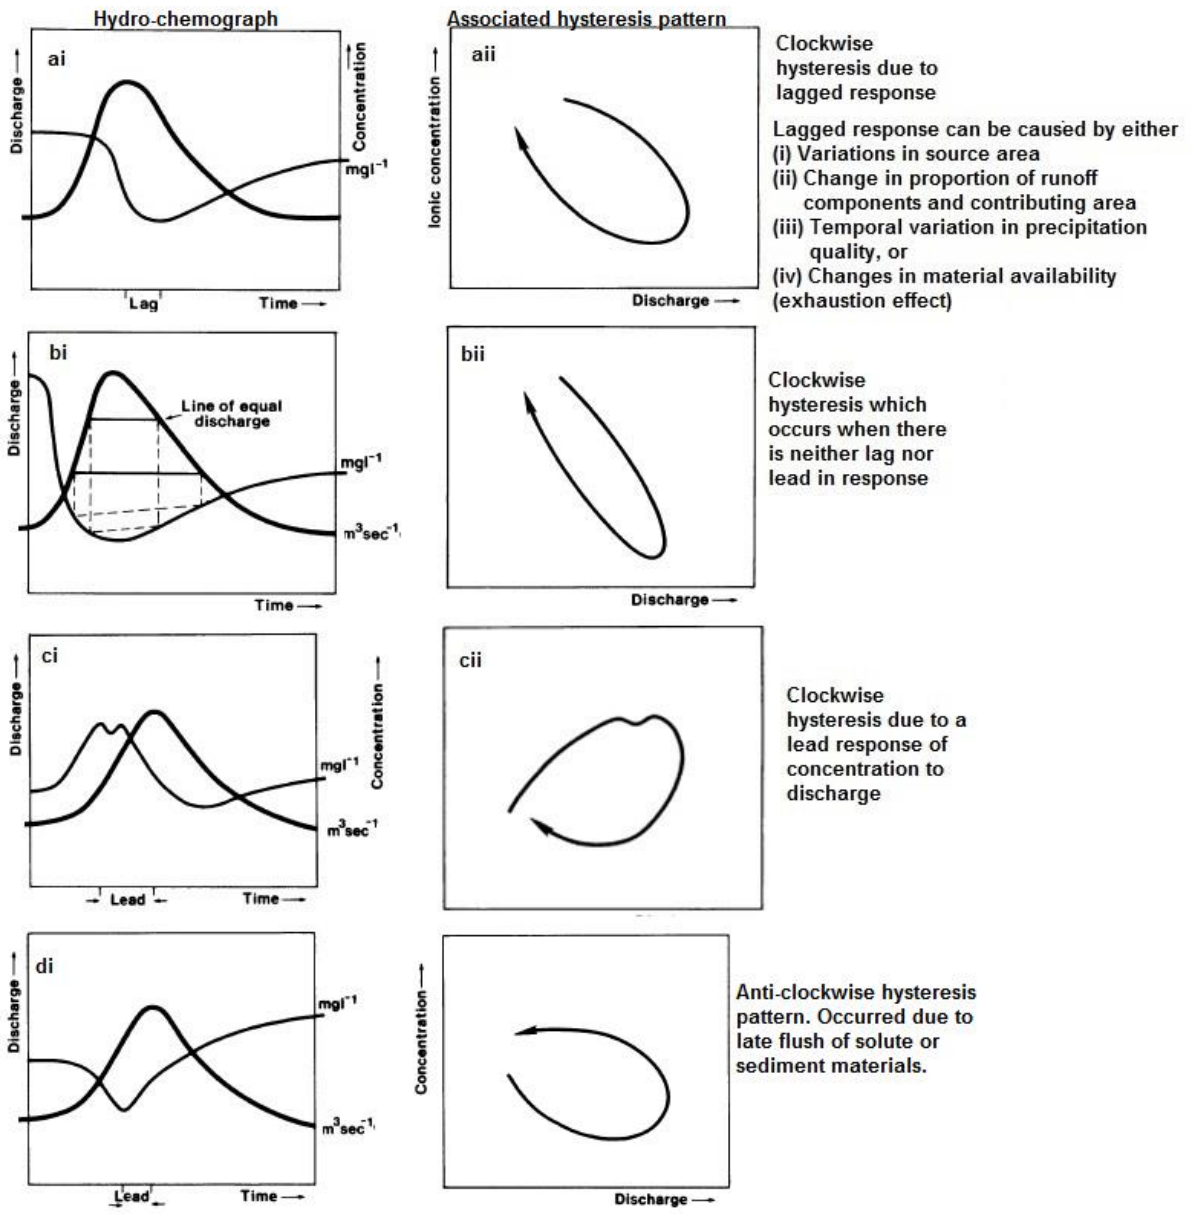 Hydro-chemograph
Associated hysteresis pattern
ai
Discharge
Concentration
mgl⁻¹
Lag
Time
aii
Ionic concentration
Discharge
Clockwise
hysteresis due to
lagged response
Lagged response can be caused by either
(i) Variations in source area
(ii) Change in proportion of runoff
components and contributing area
(iii) Temporal variation in precipitation
quality, or
(iv) Changes in material availability
(exhaustion effect)
bi
Discharge
Line of equal
discharge
mgl⁻¹
m³sec⁻¹
Time
bii
Discharge
Clockwise
hysteresis which
occurs when there
is neither lag nor
lead in response
ci
Discharge
Concentration
mgl⁻¹
m³sec⁻¹
Lead
Time
cii
Clockwise
hysteresis due to a
lead response of
concentration to
discharge
di
Discharge
mgl⁻¹
m³sec⁻¹
Lead
Time
Concentration
Discharge
Anti-clockwise hysteresis
pattern. Occurred due to
late flush of solute or
sediment materials.